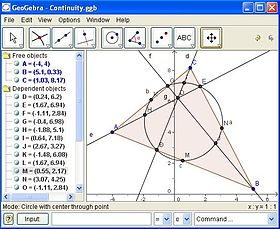 GeoGebra - Continuity.ggb
File Edit View Options Window Help
ABC
Free objects
A = (-4, 4)
B = (5.1, 0.33)
C = (1.03, 8.17)
Dependent objects
D = (0.24, 6.2)
E = (1.67, 6.94)
F = (-1.11, 2.84)
G = (-0.4, 6.98)
H = (-1.88, 5.1)
I = (0.64, 7.18)
J = (2.67, 3.27)
K = (-1.48, 6.08)
L = (1.64, 6.97)
M = (0.55, 2.17)
N = (3.07, 4.25)
O = (-1.11, 2.84)
Mode: Circle with center through point
x : y = 1 : 1
Input
Command...